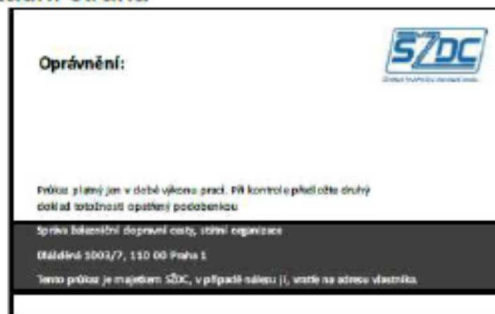 Oprávnění:
SŽDC
Průkaz platný jen v době výkonu prací. Při kontrole předložte druhý
doklad totožnosti opatřený podobenkou
Správa železniční dopravní cesty, státní organizace
Dlážděná 1003/7, 110 00 Praha 1
Tento průkaz je majetkem SŽDC, v případě nálezu jej, vraťte na adresu vlastníka.